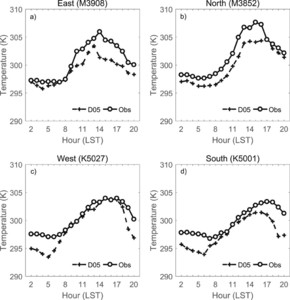 East (M3908)
North (M3852)
a)
b)
310
305
300
295
290
Temperature (K)
310
305
300
295
290
Temperature (K)
D05 Obs
D05 Obs
2 5 8 11 14 17 20
2 5 8 11 14 17 20
Hour (LST)
Hour (LST)
West (K5027)
South (K5001)
c)
d)
310
305
300
295
290
Temperature (K)
310
305
300
295
290
Temperature (K)
D05 Obs
D05 Obs
2 5 8 11 14 17 20
2 5 8 11 14 17 20
Hour (LST)
Hour (LST)